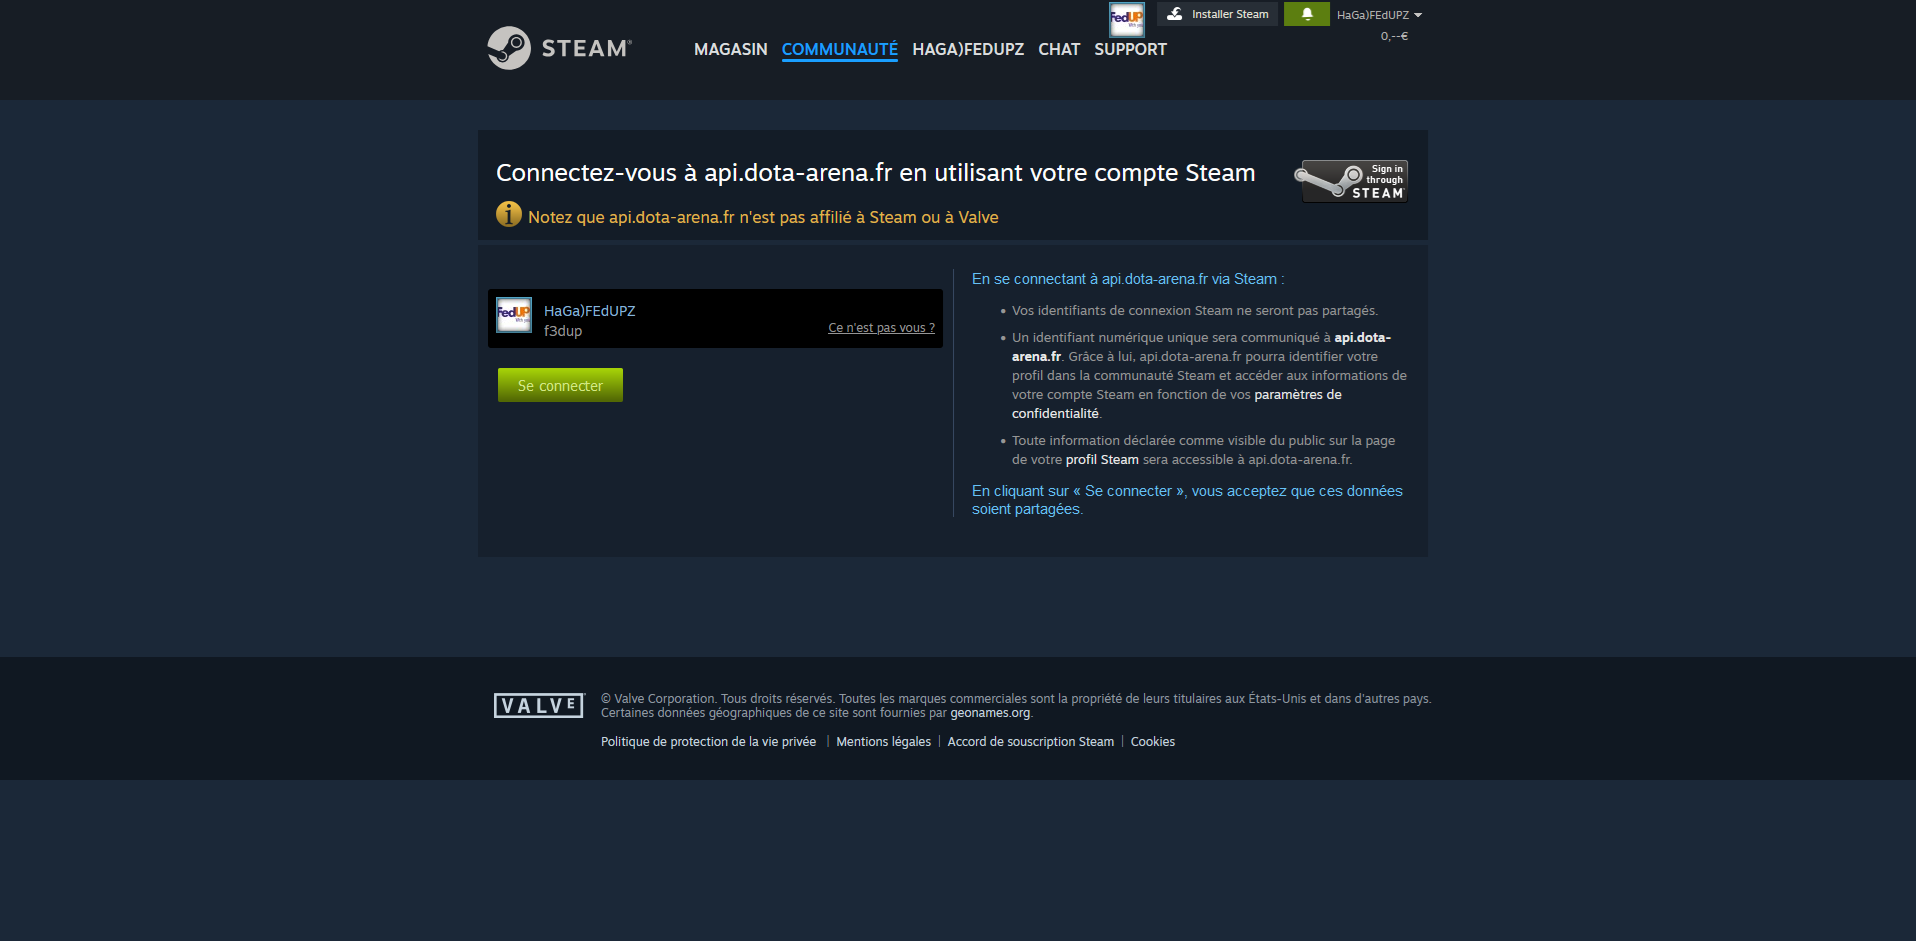 Installer Steam
HaGa)FEdUPZ
0,--€
STEAM®
MAGASIN
COMMUNAUTÉ
HAGA)FEDUPZ
CHAT
SUPPORT
Connectez-vous à api.dota-arena.fr en utilisant votre compte Steam
Sign in
through
STEAM
Notez que api.dota-arena.fr n'est pas affilié à Steam ou à Valve
FedUP
HaGa)FEdUPZ
f3dup
Ce n'est pas vous ?
Se connecter
En se connectant à api.dota-arena.fr via Steam :
• Vos identifiants de connexion Steam ne seront pas partagés.
• Un identifiant numérique unique sera communiqué à api.dota-
arena.fr. Grâce à lui, api.dota-arena.fr pourra identifier votre
profil dans la communauté Steam et accéder aux informations de
votre compte Steam en fonction de vos paramètres de
confidentialité.
• Toute information déclarée comme visible du public sur la page
de votre profil Steam sera accessible à api.dota-arena.fr.
En cliquant sur « Se connecter », vous acceptez que ces données
soient partagées.
VALVE
© Valve Corporation. Tous droits réservés. Toutes les marques commerciales sont la propriété de leurs titulaires aux États-Unis et dans d'autres pays.
Certaines données géographiques de ce site sont fournies par geonames.org.
Politique de protection de la vie privée | Mentions légales | Accord de souscription Steam | Cookies